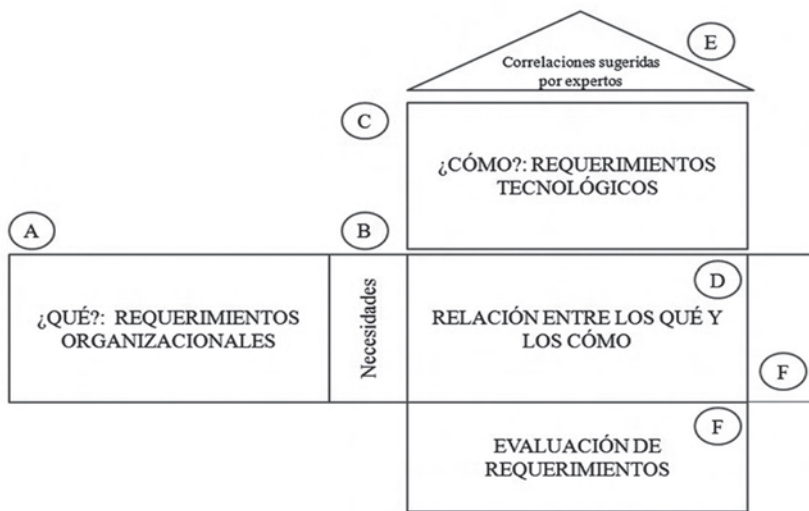 E
Correlaciones sugeridas
por expertos
C
¿CÓMO?: REQUERIMIENTOS
TECNOLÓGICOS
A
B
¿QUÉ?: REQUERIMIENTOS
ORGANIZACIONALES
Necesidades
D
RELACIÓN ENTRE LOS QUÉ Y
LOS CÓMO
F
F
EVALUACIÓN DE
REQUERIMIENTOS